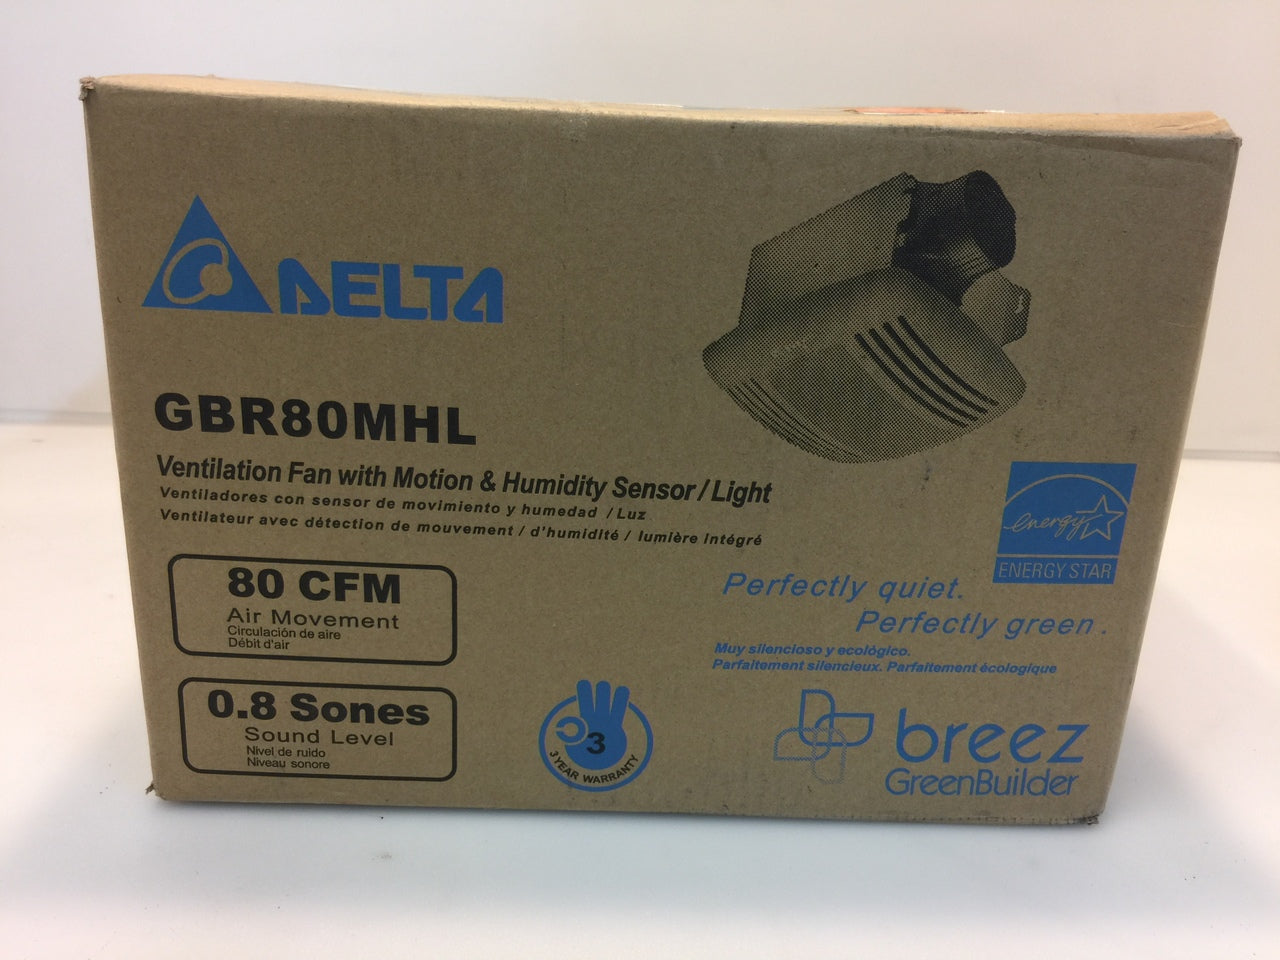 DELTA
GBR80MHL
Ventilation Fan with Motion & Humidity Sensor / Light
Ventiladores con sensor de movimiento y humedad / Luz
Ventilateur avec détection de mouvement / d'humidité / lumière intégré
80 CFM
Air Movement
Circulación de aire
Débit d'air
0.8 Sones
Sound Level
Nivel de ruido
Niveau sonore
3
3 YEAR WARRANTY
energy
ENERGY STAR
Perfectly quiet.
Perfectly green.
Muy silencioso y ecológico.
Parfaitement silencieux. Parfaitement écologique
breez
GreenBuilder